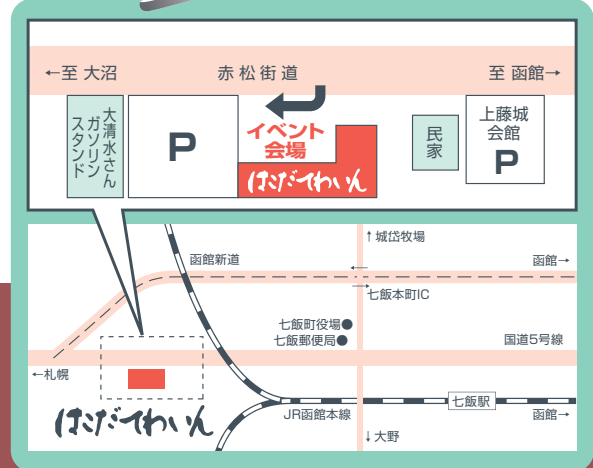 ←至 大沼
赤松街道
至 函館→
大清水さん
ガソリン
スタンド
P
イベント
会場
はこだてわいん
民家
上藤城
会館
P
↑城岱牧場
函館新道
函館→
七飯本町IC
七飯町役場●
七飯郵便局●
国道5号線
←札幌
はこだてわいん
JR函館本線
七飯駅
函館→
↓大野